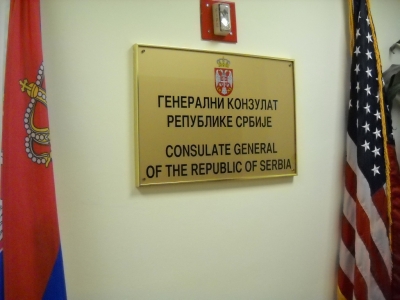 ГЕНЕРАЛНИ КОНЗУЛАТ
РЕПУБЛИКЕ СРБИЈЕ
CONSULATE GENERAL
OF THE REPUBLIC OF SERBIA